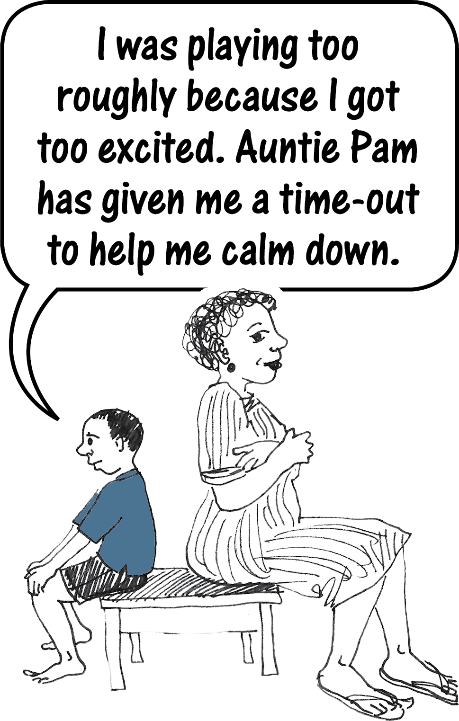 I was playing too
roughly because I got
too excited. Auntie Pam
has given me a time-out
to help me calm down.